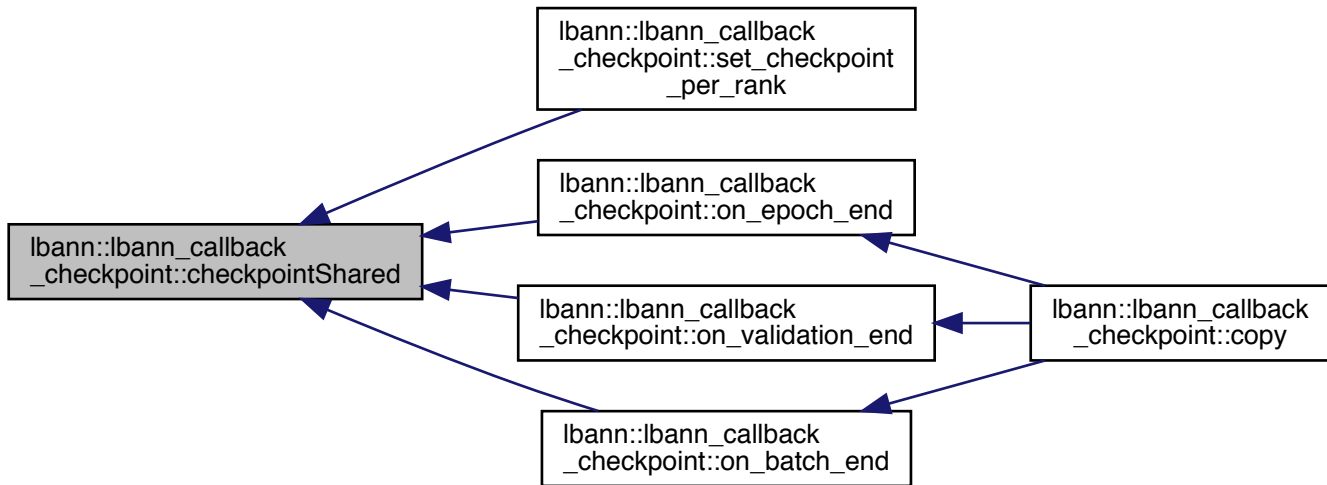 lbann::lbann_callback
_checkpoint::set_checkpoint
_per_rank
lbann::lbann_callback
_checkpoint::on_epoch_end
lbann::lbann_callback
_checkpoint::checkpointShared
lbann::lbann_callback
_checkpoint::on_validation_end
lbann::lbann_callback
_checkpoint::copy
lbann::lbann_callback
_checkpoint::on_batch_end